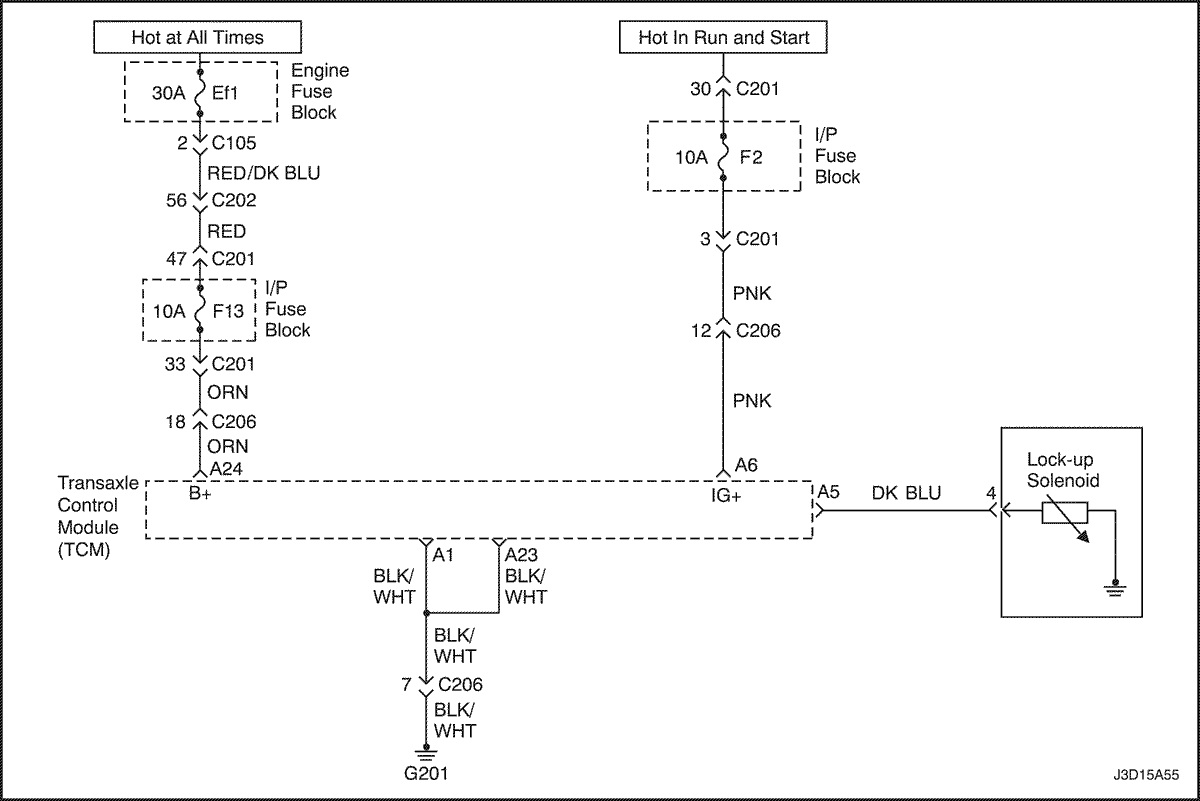 Hot at All Times
Hot In Run and Start
30A Ef1
Engine
Fuse
Block
2 C105
RED/DK BLU
56 C202
RED
47 C201
10A F13
I/P
Fuse
Block
33 C201
ORN
18 C206
ORN
A24
30 C201
10A F2
I/P
Fuse
Block
3 C201
PNK
12 C206
PNK
A6
Transaxle
Control
Module
(TCM)
B+
IG+
A5
DK BLU
4
Lock-up
Solenoid
A1
A23
BLK/
WHT
BLK/
WHT
BLK/
WHT
7 C206
BLK/
WHT
G201
J3D15A55